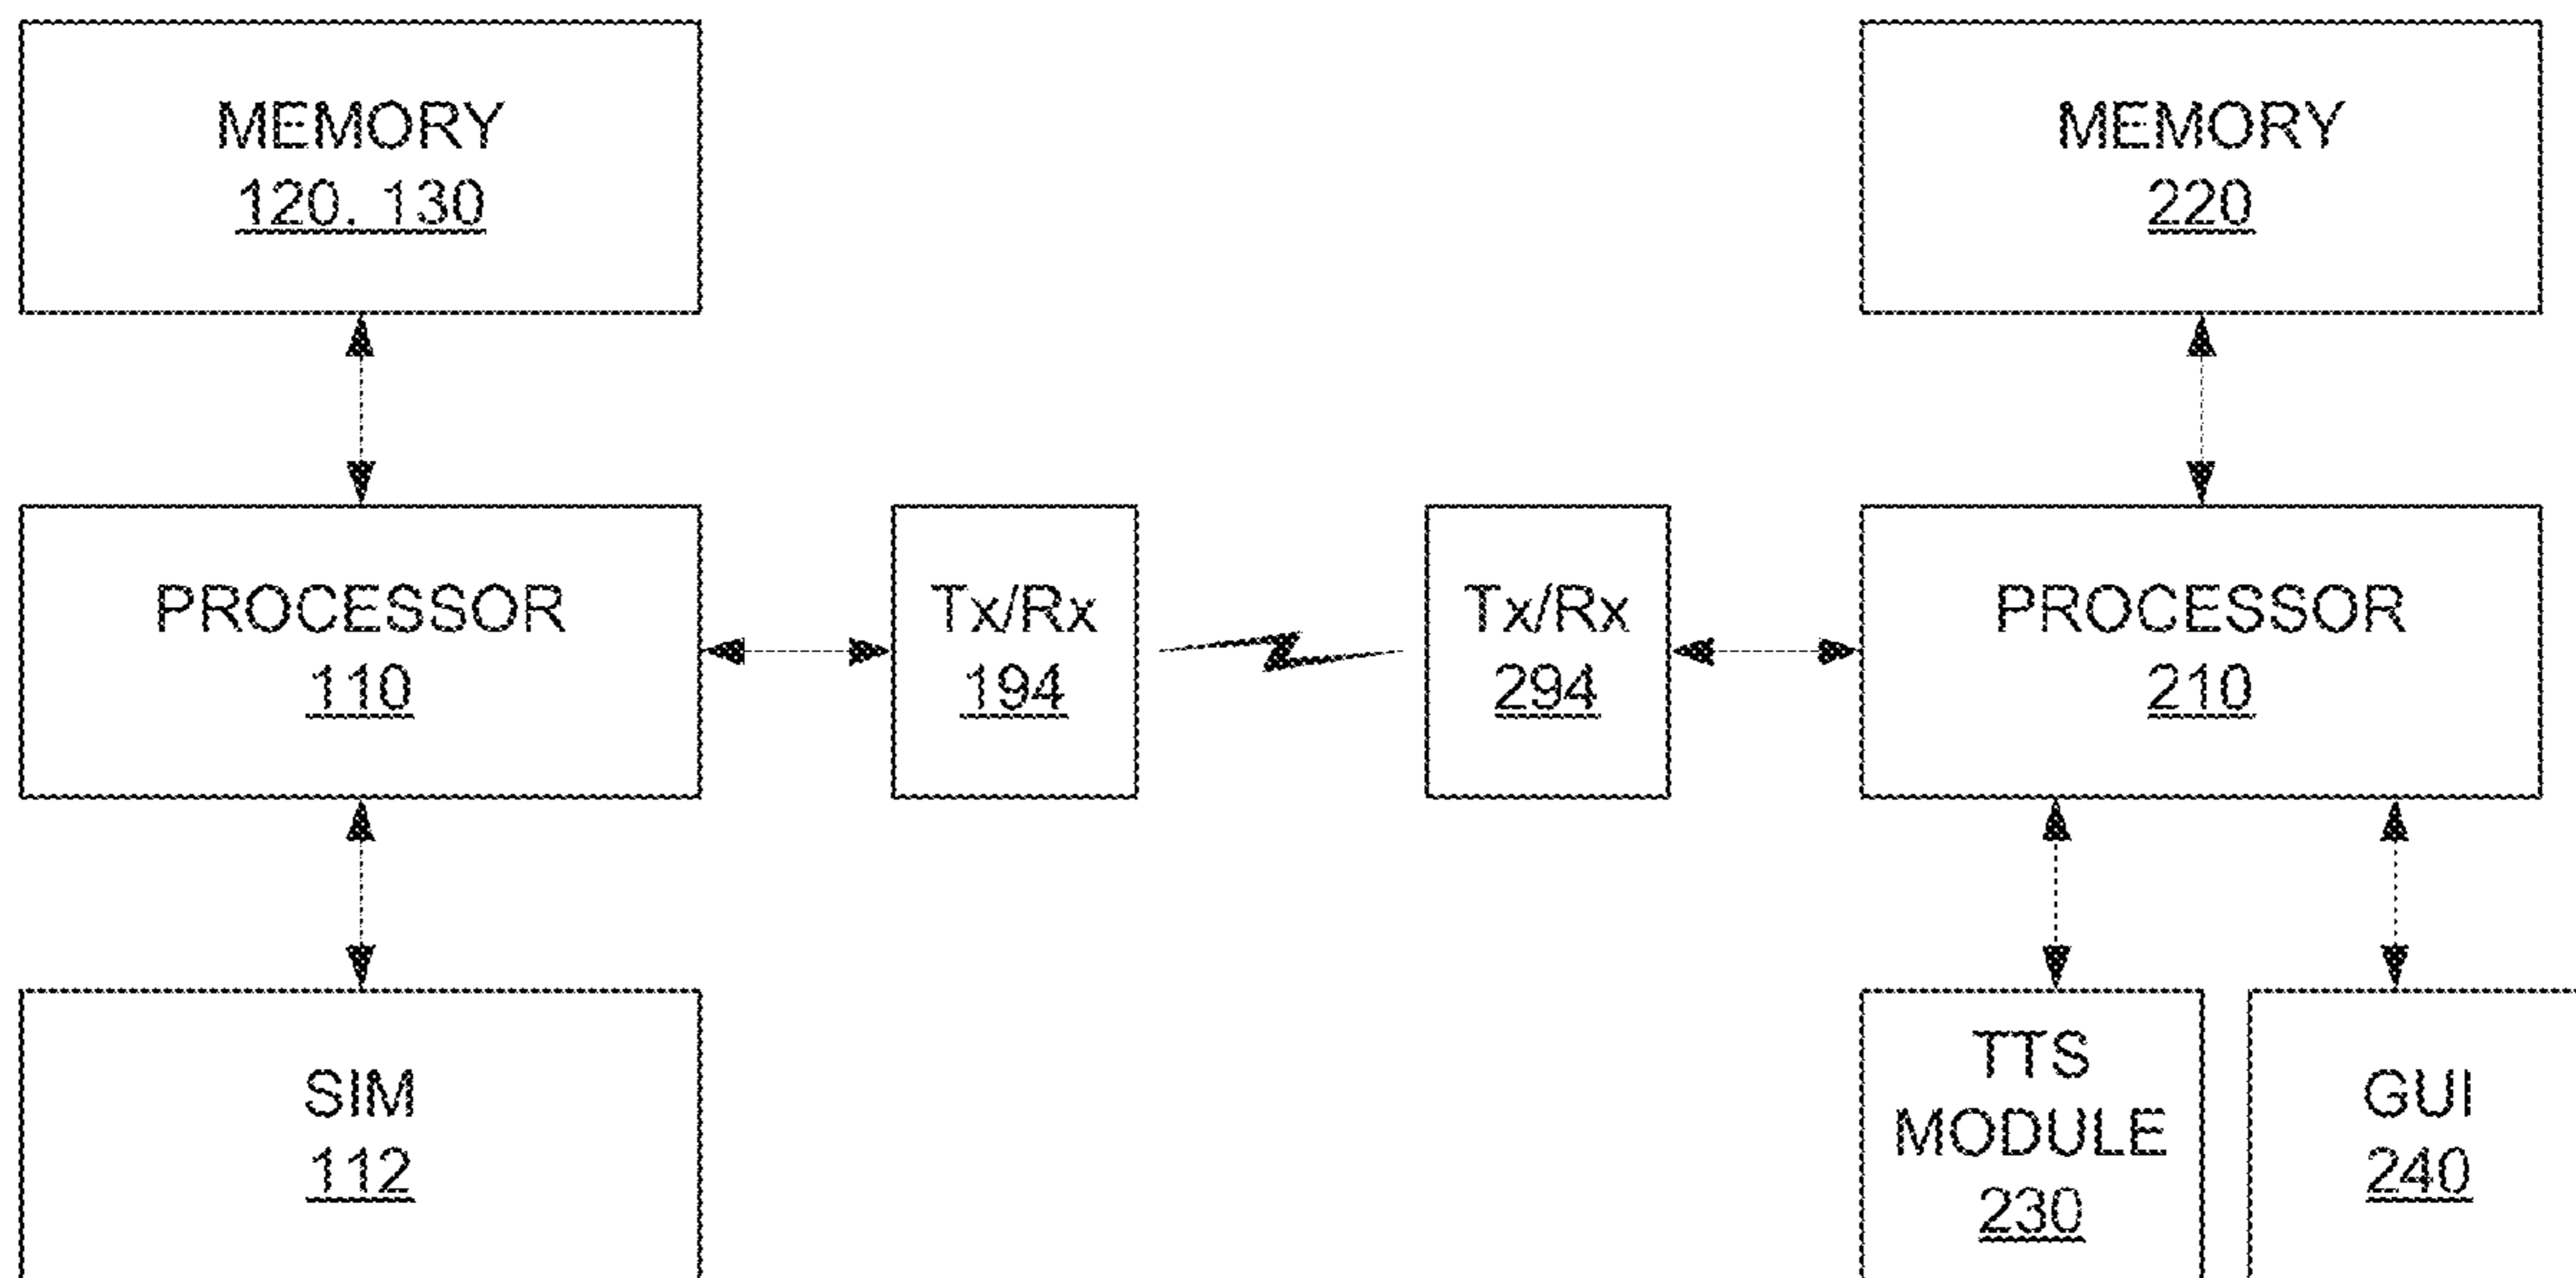 MEMORY
120, 130
MEMORY
220
PROCESSOR
110
Tx/Rx
194
Tx/Rx
294
PROCESSOR
210
SIM
112
TTS
MODULE
230
GUI
240